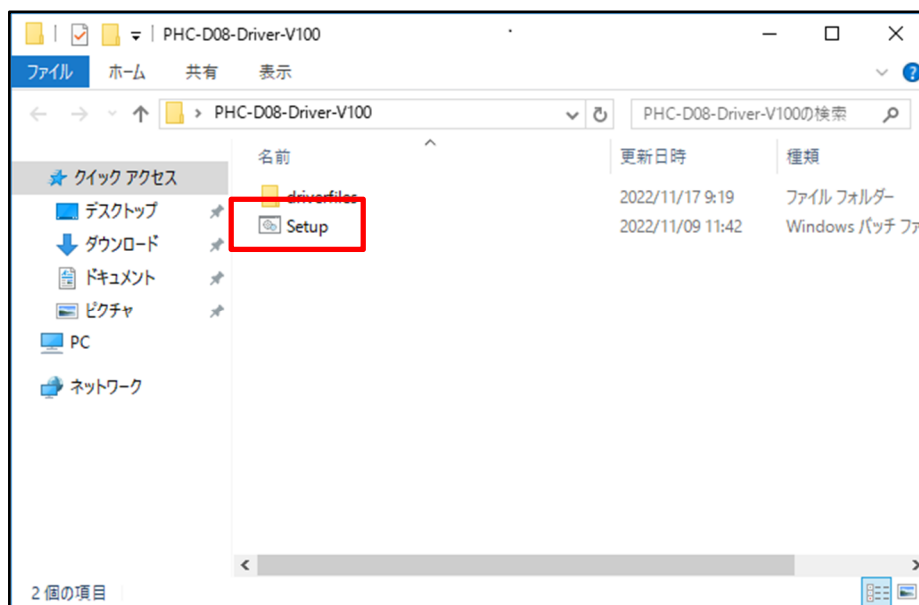 PHC-D08-Driver-V100
ファイル ホーム 共有 表示
PHC-D08-Driver-V100 PHC-D08-Driver-V100の検索
名前 更新日時 種類
クイック アクセス
デスクトップ
ダウンロード
ドキュメント
ピクチャ
PC
ネットワーク
driverfiles 2022/11/17 9:19 ファイル フォルダー
Setup 2022/11/09 11:42 Windows バッチ ファ
2 個の項目